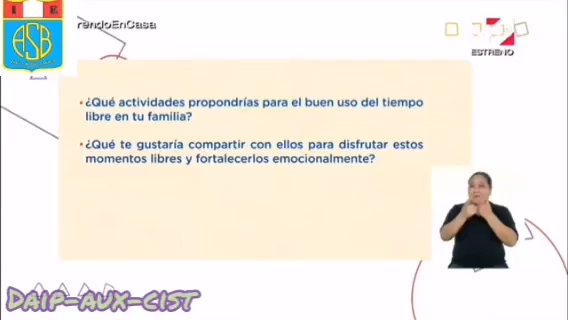 I E
ASB
rendoEnCasa
ESTRENO
•¿Qué actividades propondrías para el buen uso del tiempo
libre en tu familia?
•¿Qué te gustaría compartir con ellos para disfrutar estos
momentos libres y fortalecerlos emocionalmente?
DAIP-AUX-CIST